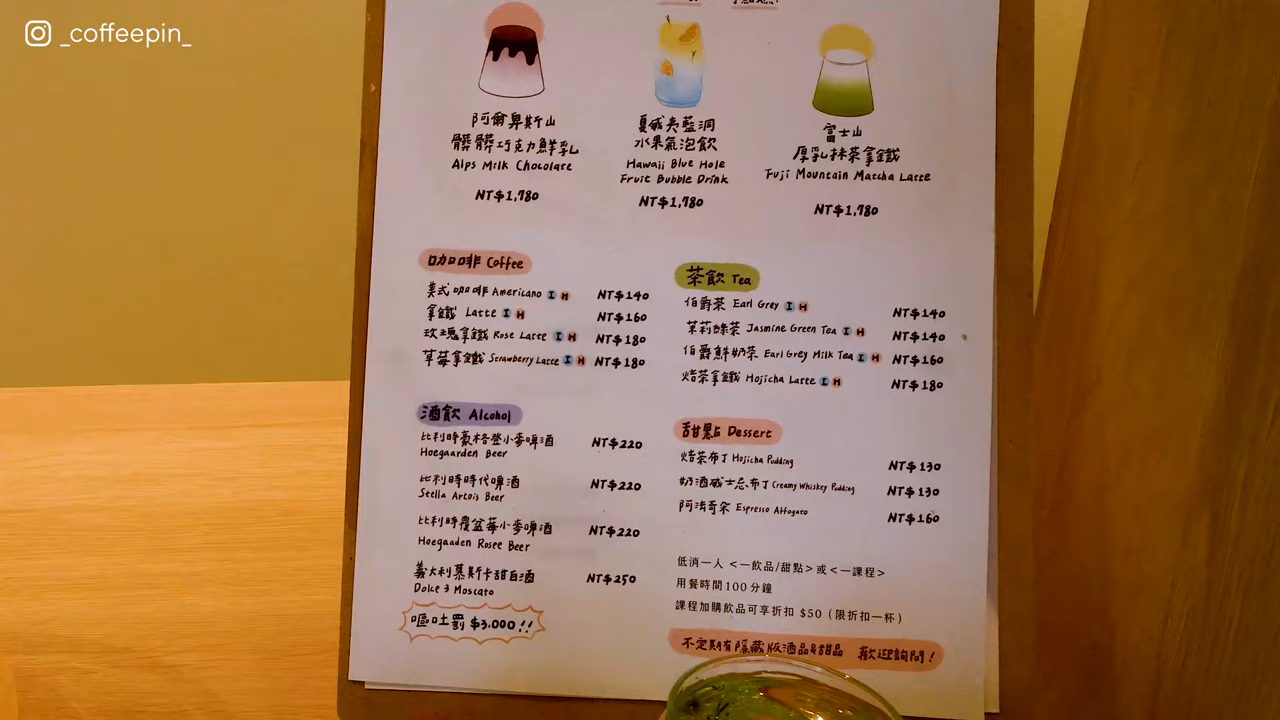 _coffeepin_
阿爾卑斯山
髒髒巧克力鮮乳
Alps Milk Chocolate
NT$1,780
夏威夷藍洞
水果氣泡飲
Hawaii Blue Hole
Fruit Bubble Drink
NT$1,780
富士山
厚乳抹茶拿鐵
Fuji Mountain Matcha Latte
NT$1,780
咖啡 Coffee
美式咖啡 Americano I H NT$140
拿鐵 Latte I H NT$160
玫瑰拿鐵 Rose Latte I H NT$180
草莓拿鐵 Strawberry Latte I H NT$180
茶飲 Tea
伯爵茶 Earl Grey I H NT$140
茉莉綠茶 Jasmine Green Tea I H NT$140
伯爵鮮奶茶 Earl Grey Milk Tea I H NT$160
焙茶拿鐵 Hojicha Latte I H NT$180
酒飲 Alcohol
比利時豪格登小麥啤酒 NT$220
Hoegaarden Beer
比利時時代啤酒 NT$220
Stella Artois Beer
比利時覆盆莓小麥啤酒 NT$220
Hoegaaden Rosee Beer
義大利慕斯卡甜白酒 NT$250
Dolce 3 Moscato
嘔吐罰 $3,000 !!
甜點 Dessert
焙茶布丁 Hojicha Pudding NT$130
奶酒威士忌布丁 Creamy Whiskey Pudding NT$130
阿法奇朵 Espresso Affogato NT$160
低消一人 <一飲品/甜點> 或 <一課程>
用餐時間100分鐘
課程加購飲品可享折扣 $50 (限折扣一杯)
不定期有隱藏版酒品&甜品 歡迎詢問!